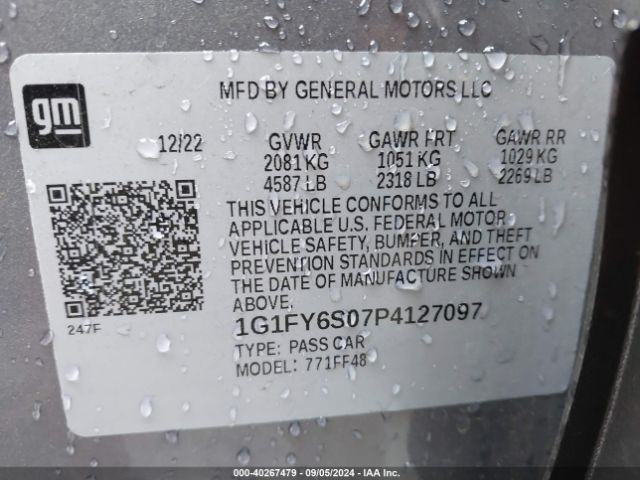 gm
MFD BY GENERAL MOTORS LLC
12/22 GVWR GAWR FRT GAWR RR
2081 KG 1051 KG 1029 KG
4587 LB 2318 LB 2269 LB
THIS VEHICLE CONFORMS TO ALL
APPLICABLE U.S. FEDERAL MOTOR
VEHICLE SAFETY, BUMPER, AND THEFT
PREVENTION STANDARDS IN EFFECT ON
THE DATE OF MANUFACTURE SHOWN
ABOVE.
247F
1G1FY6S07P4127097
TYPE: PASS CAR
MODEL: 771FF48
000-40267479 - 09/05/2024 - IAA Inc.